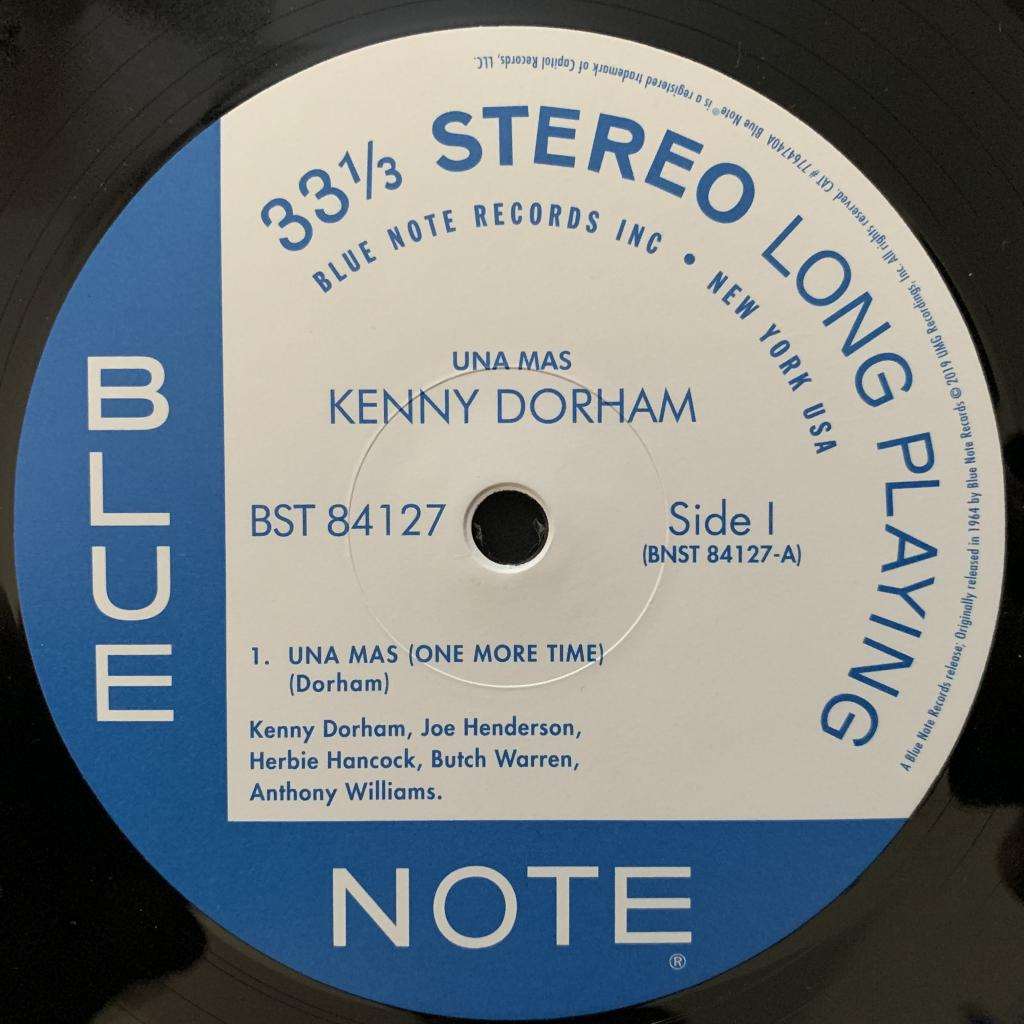 33 1/3 STEREO LONG PLAYING
BLUE NOTE RECORDS INC • NEW YORK USA
UNA MAS
KENNY DORHAM
BST 84127
Side I
(BNST 84127-A)
1. UNA MAS (ONE MORE TIME)
(Dorham)
Kenny Dorham, Joe Henderson,
Herbie Hancock, Butch Warren,
Anthony Williams.
BLUE
NOTE
®
A Blue Note Records release; Originally released in 1964 by Blue Note Records © 2019 UMG Recordings, Inc. All rights reserved. CAT # 7764740A Blue Note® is a registered trademark of Capitol Records, LLC.